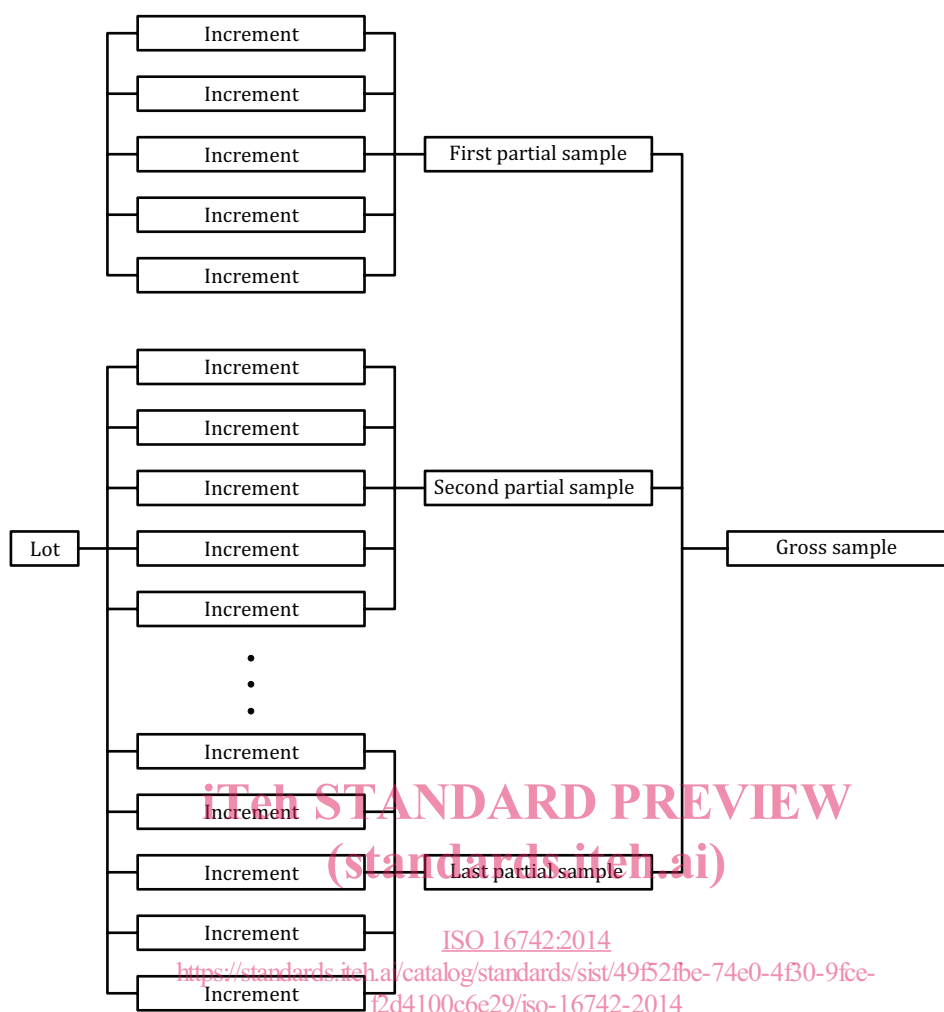 Increment
Increment
Increment
First partial sample
Increment
Increment
Increment
Increment
Increment
Second partial sample
Lot
Increment
Gross sample
Increment
Increment
iTeh STANDARD PREVIEW
Increment
(standards.iteh.ai)
Increment
Last partial sample
Increment
ISO 16742:2014
https://standards.iteh.ai/catalog/standards/sist/49f52fbe-74e0-4f30-9fce-
Increment
f2d4100c6e29/iso-16742-2014